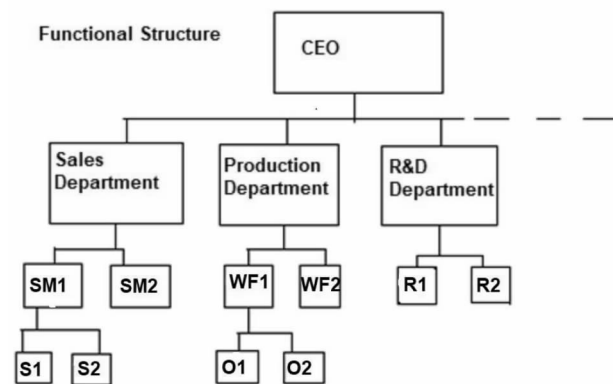 Functional Structure
CEO
Sales
Department
Production
Department
R&D
Department
SM1
SM2
WF1
WF2
R1
R2
S1
S2
O1
O2